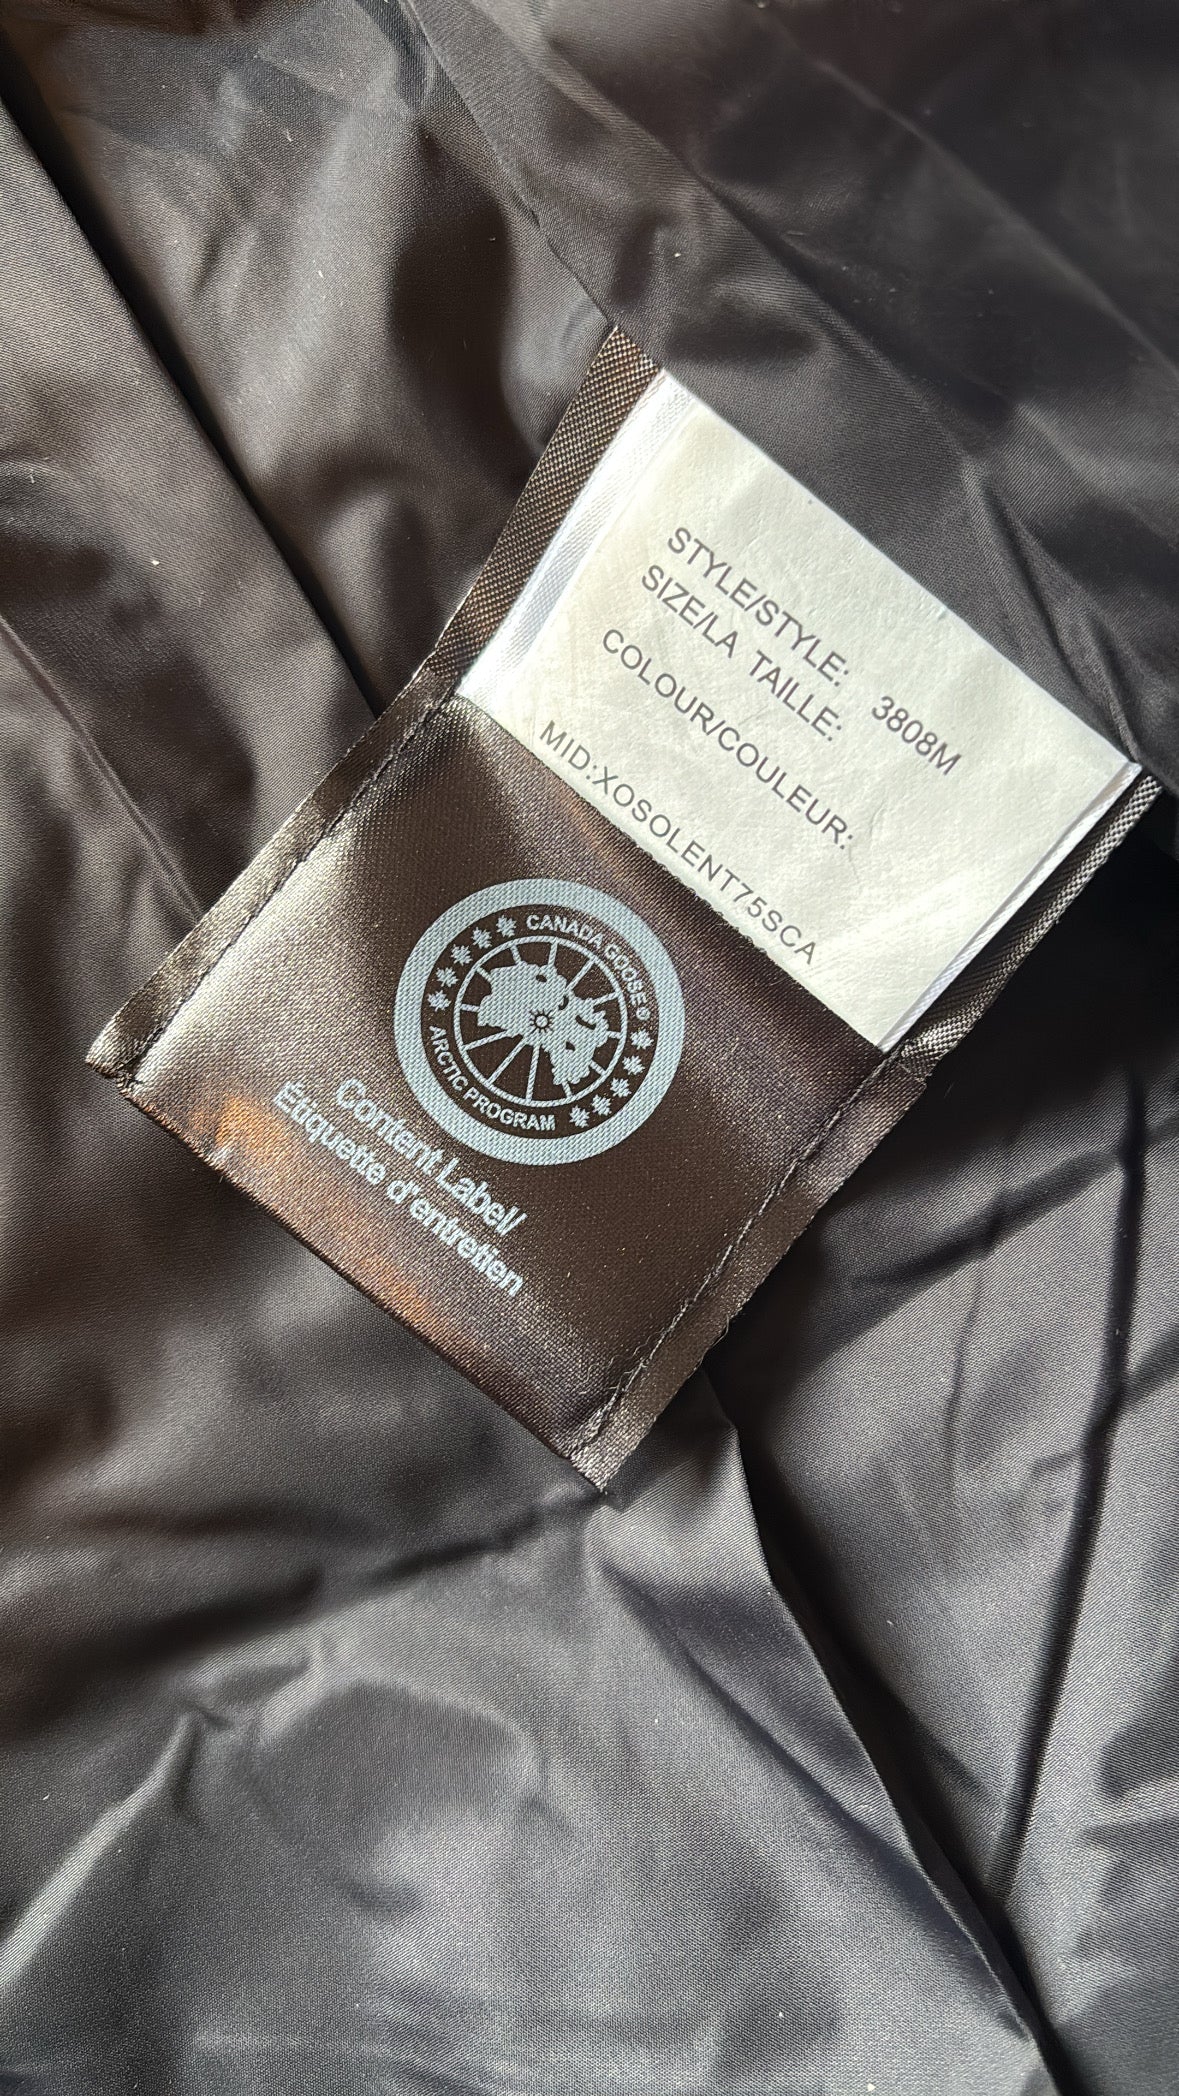 STYLE/STYLE: 3808M
SIZE/LA TAILLE:
COLOUR/COULEUR:
MID:XOSOLENT75SCA
CANADA GOOSE®
ARCTIC PROGRAM
Content Label/
Étiquette d'entretien